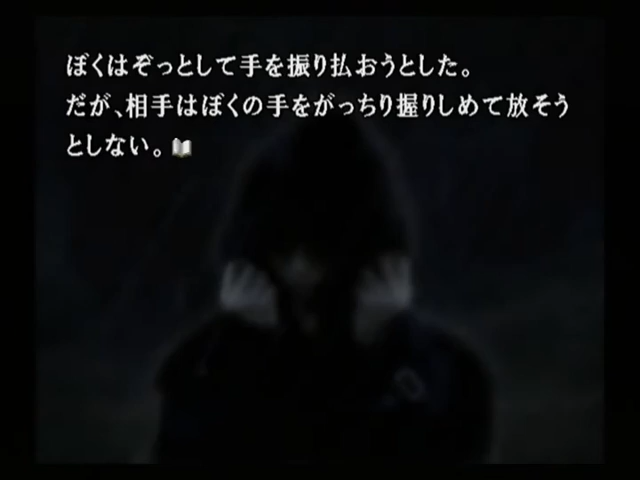 ぼくはぞっとして手を振り払おうとした。
だが、相手はぼくの手をがっちり握りしめて放そう
としない。